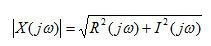 |X(jω)| = √(R²(jω) + I²(jω))